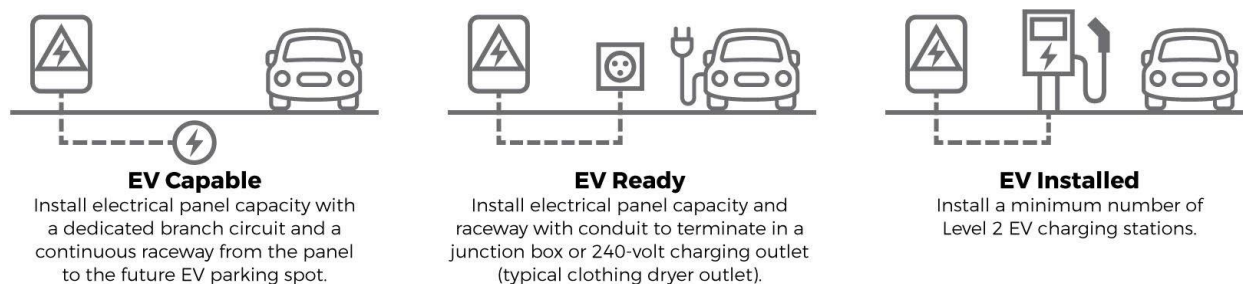 EV Capable
Install electrical panel capacity with
a dedicated branch circuit and a
continuous raceway from the panel
to the future EV parking spot.
EV Ready
Install electrical panel capacity and
raceway with conduit to terminate in a
junction box or 240-volt charging outlet
(typical clothing dryer outlet).
EV Installed
Install a minimum number of
Level 2 EV charging stations.